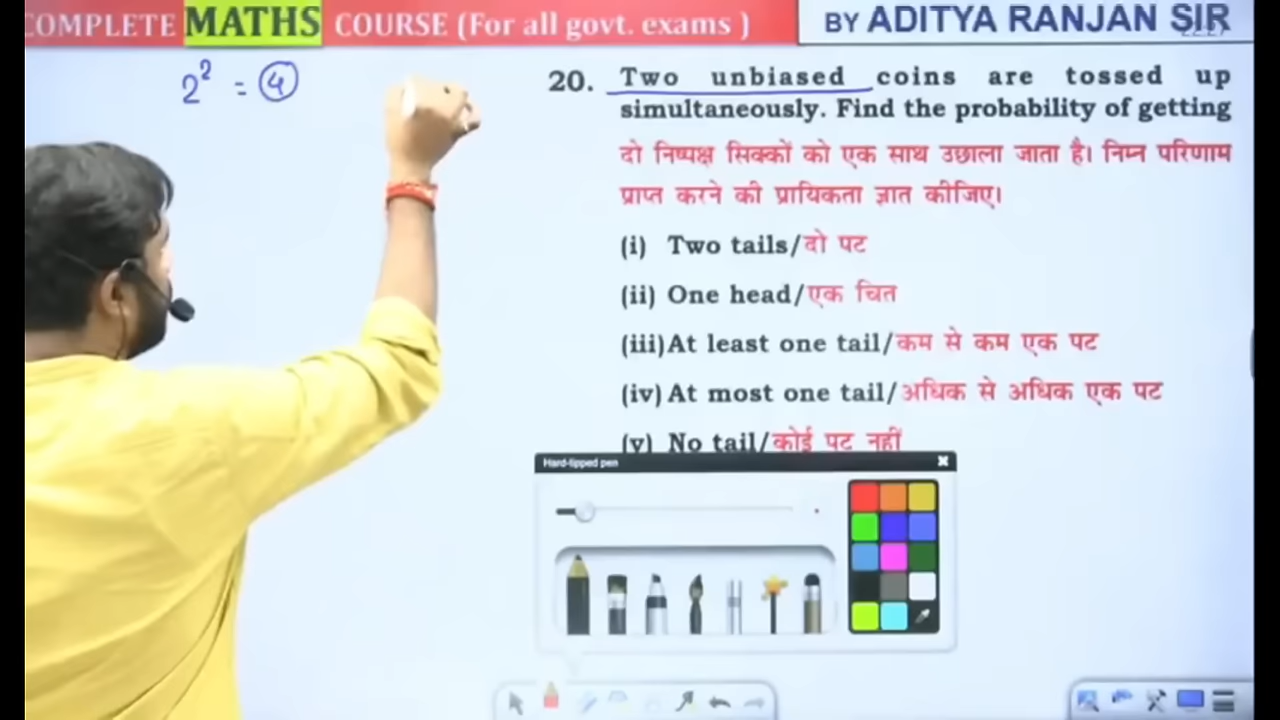 COMPLETE MATHS COURSE (For all govt. exams )
BY ADITYA RANJAN SIR
2² = 4
20. Two unbiased coins are tossed up
simultaneously. Find the probability of getting
दो निष्पक्ष सिक्कों को एक साथ उछाला जाता है। निम्न परिणाम
प्राप्त करने की प्रायिकता ज्ञात कीजिए।
(i) Two tails/दो पट
(ii) One head/एक चित
(iii) At least one tail/कम से कम एक पट
(iv) At most one tail/अधिक से अधिक एक पट
(v) No tail/कोई पट नहीं
Hard-tipped pen